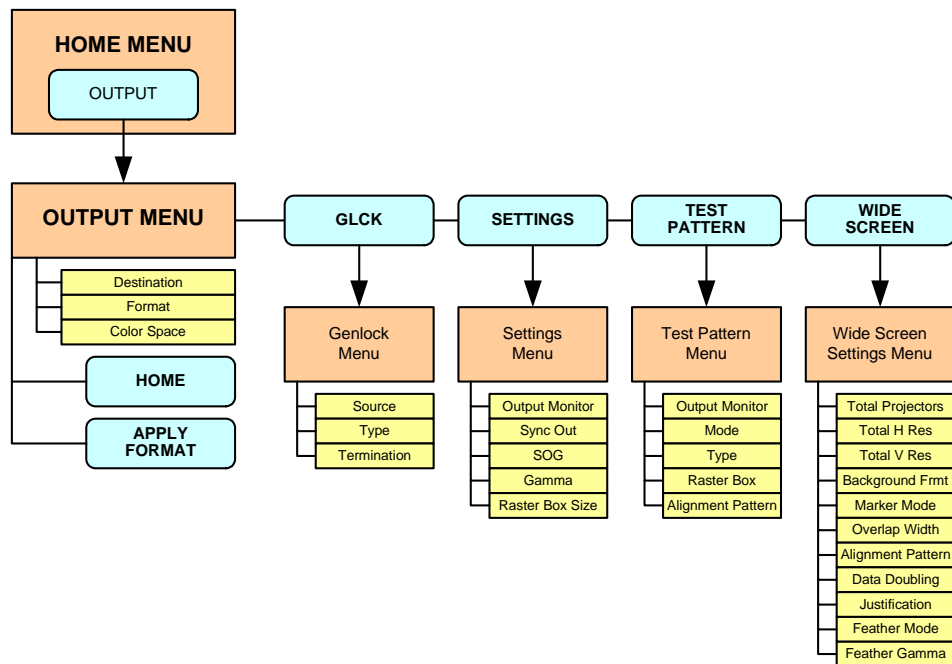 HOME MENU
OUTPUT
OUTPUT MENU
GLCK
SETTINGS
TEST
PATTERN
WIDE
SCREEN
Destination
Format
Color Space
HOME
APPLY
FORMAT
Genlock
Menu
Source
Type
Termination
Settings
Menu
Output Monitor
Sync Out
SOG
Gamma
Raster Box Size
Test Pattern
Menu
Output Monitor
Mode
Type
Raster Box
Alignment Pattern
Wide Screen
Settings Menu
Total Projectors
Total H Res
Total V Res
Background Frmt
Marker Mode
Overlap Width
Alignment Pattern
Data Doubling
Justification
Feather Mode
Feather Gamma